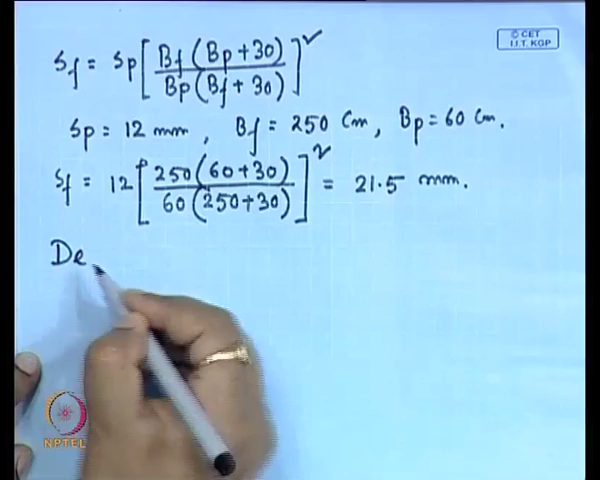 © CET
I.I.T. KGP
Sf = Sp [ Bf (Bp + 30) / Bp (Bf + 30) ]²
Sp = 12 mm , Bf = 250 Cm , Bp = 60 Cm.
Sf = 12 [ 250 (60 + 30) / 60 (250 + 30) ]² = 21.5 mm.
De
NPTEL